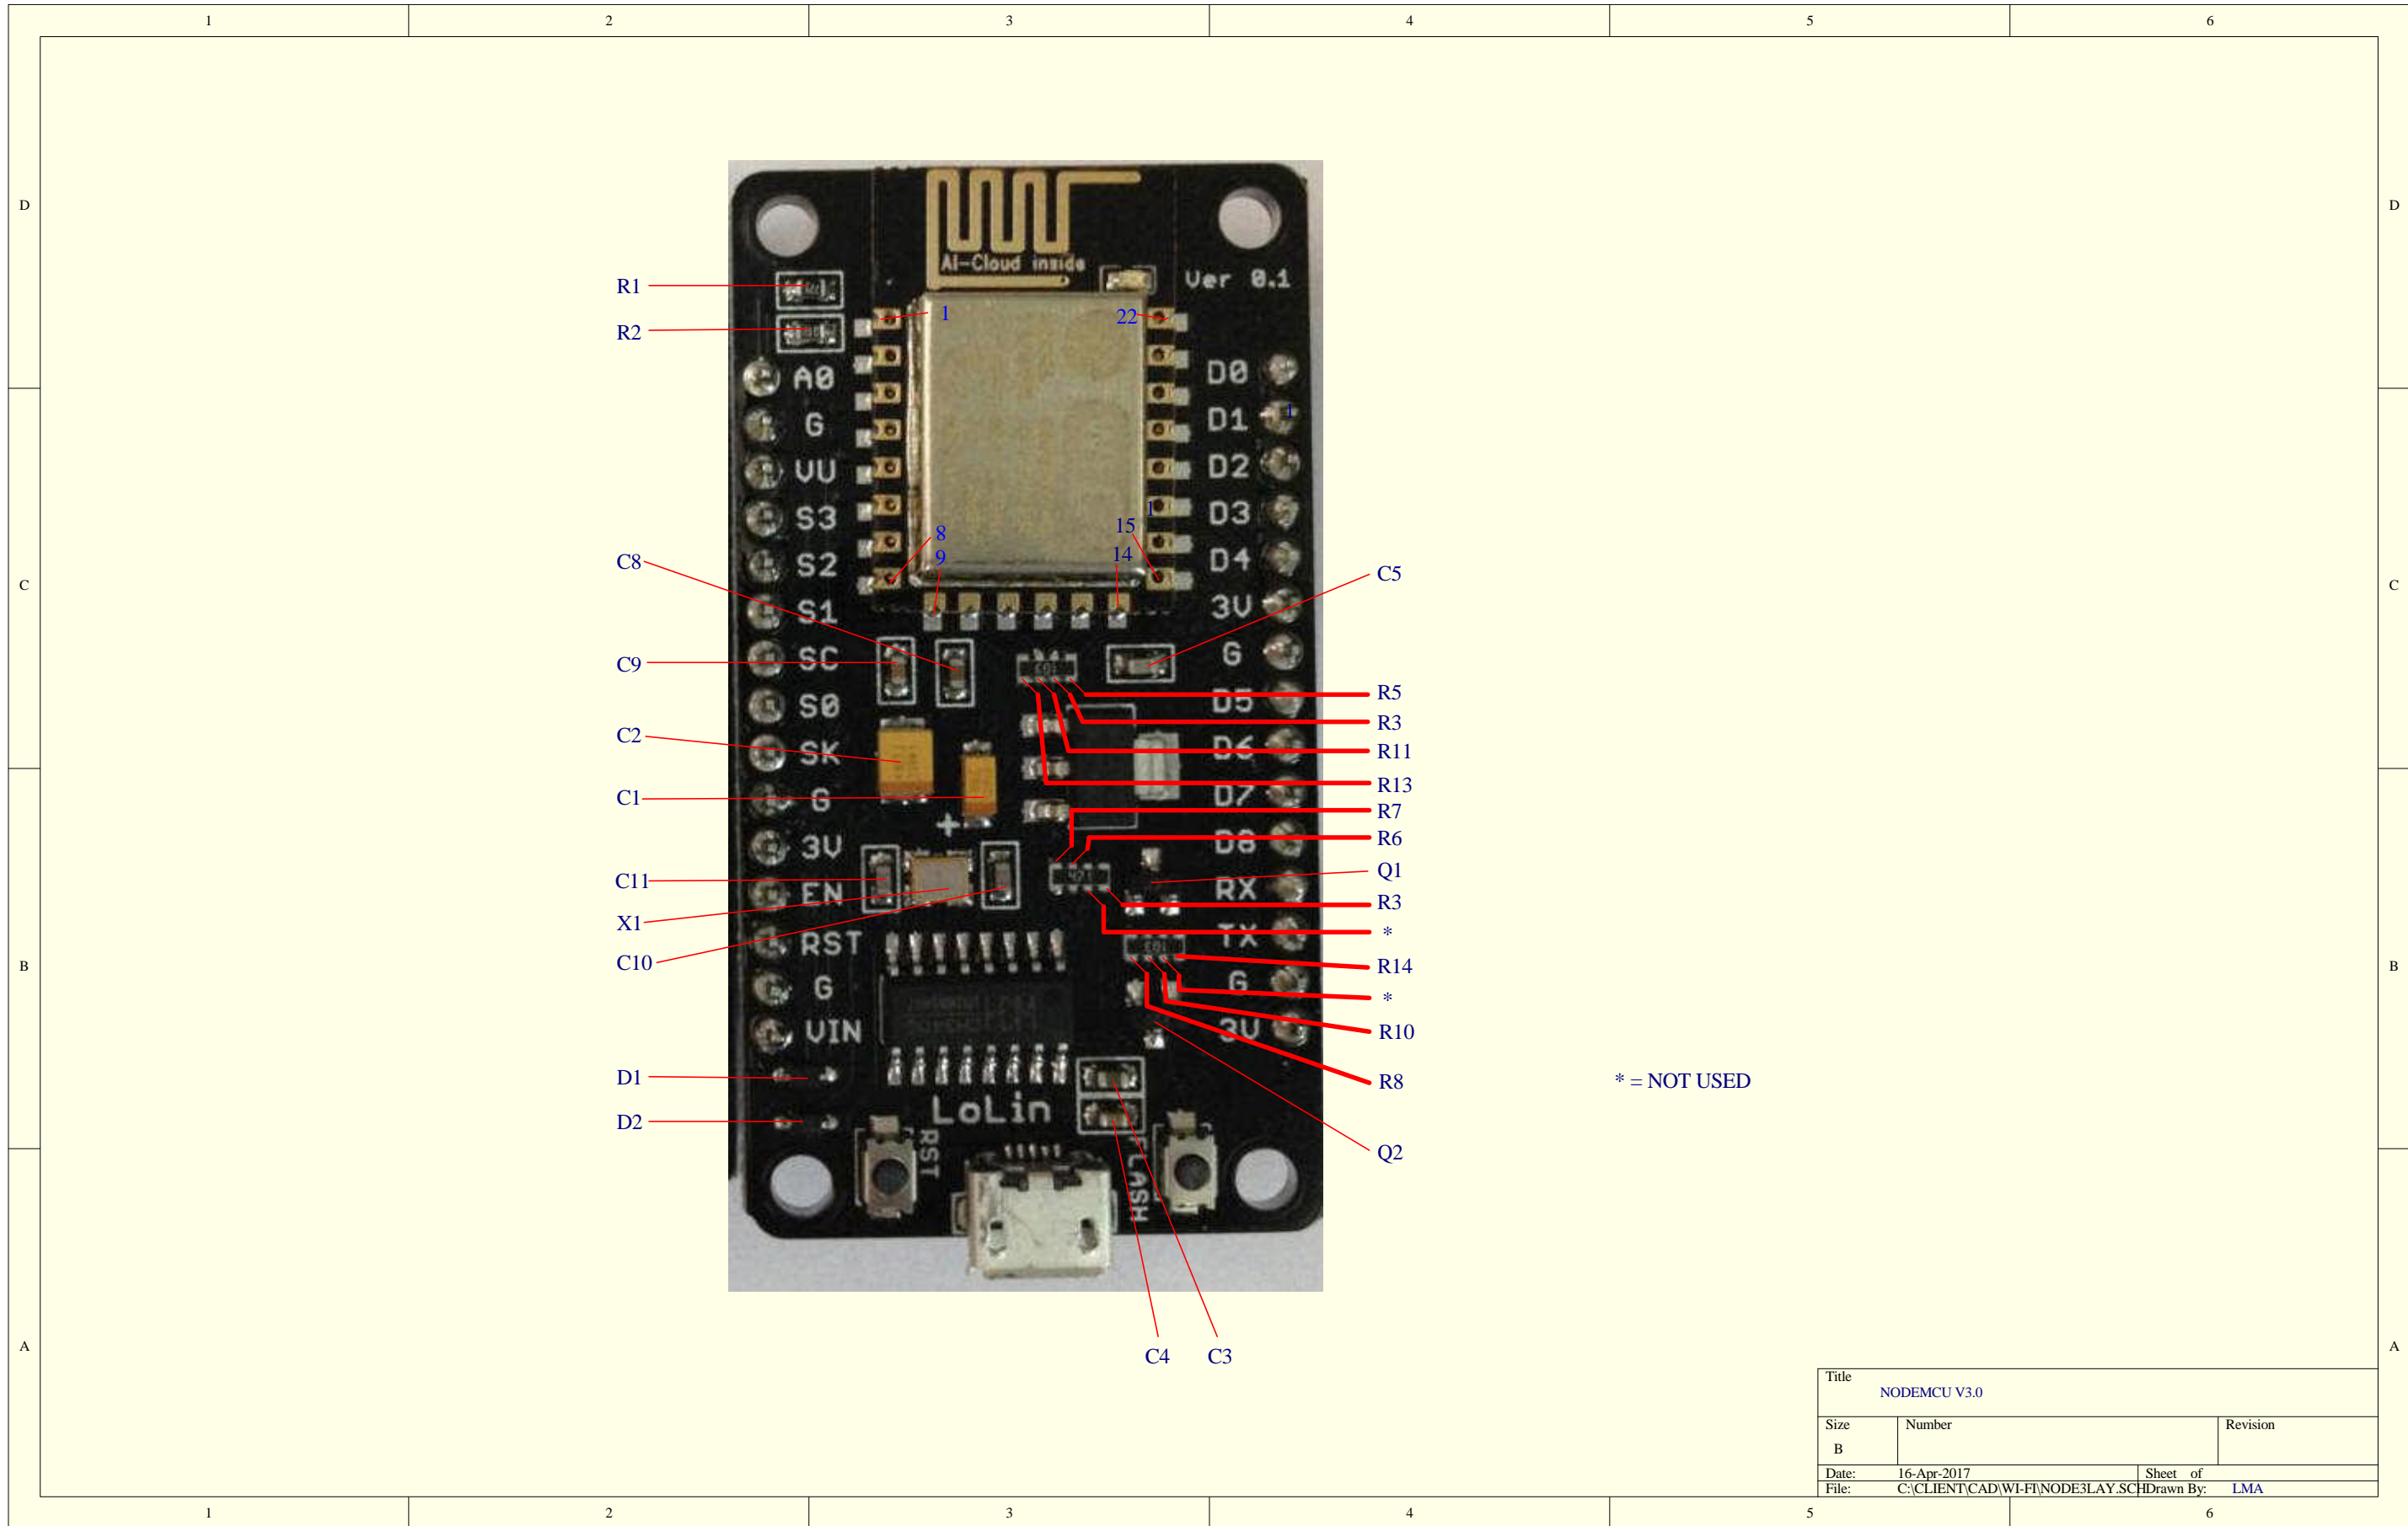 1 2 3 4 5 6
D D
C C
B B
A A
AI-Cloud inside
Ver 0.1
R1
R2
1
22
A0
G
VU
S3
S2
S1
SC
S0
SK
G
3V
EN
RST
G
VIN
D0
D1
1
D2
D3
D4
3V
G
D5
D6
D7
D8
RX
TX
G
3V
1
8
9
15
14
C8
C9
C2
C1
+
C11
X1
C10
D1
D2
C5
R5
R3
R11
R13
R7
R6
Q1
R3
*
R14
*
R10
R8
Q2
103
103
LoLin
RST
C4 C3
* = NOT USED
Title
NODEMCU V3.0
Size Number Revision
B
Date: 16-Apr-2017 Sheet of
File: C:\CLIENT\CAD\WI-FI\NODE3LAY.SCH Drawn By: LMA
1 2 3 4 5 6